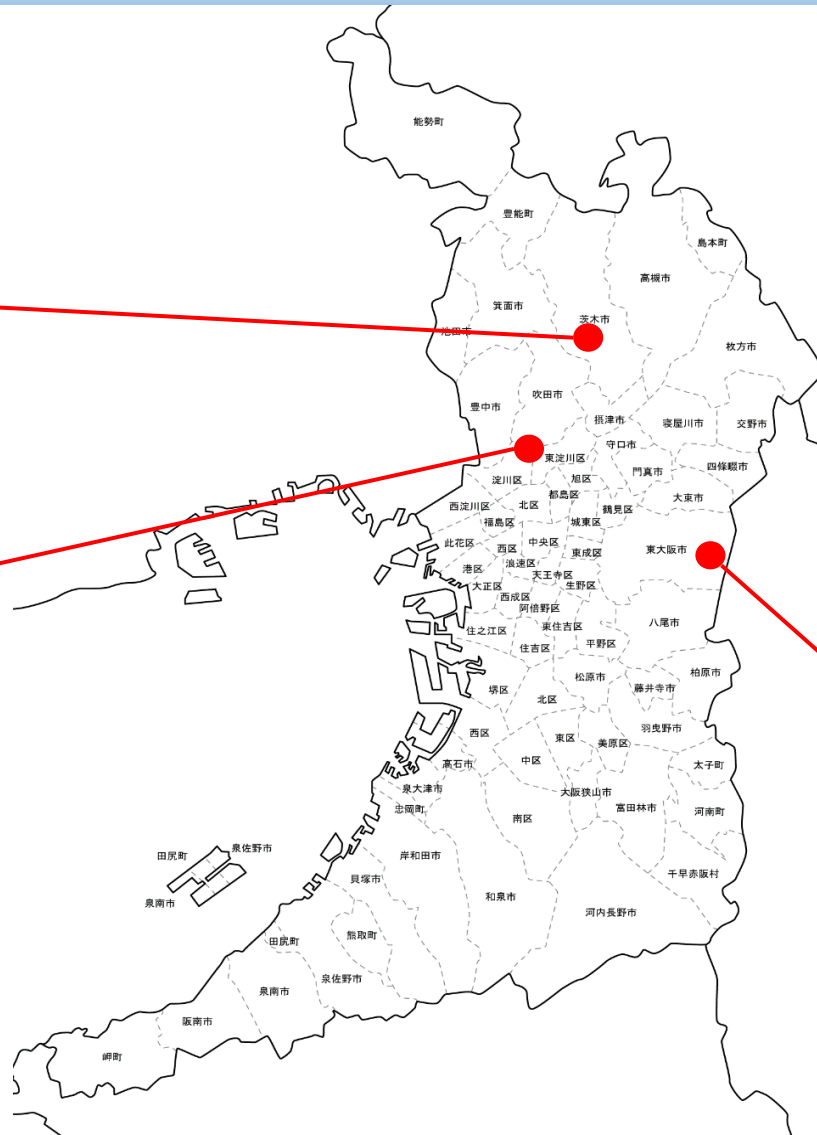 能勢町
豊能町
島本町
高槻市
箕面市
茨木市
池田市
枚方市
吹田市
豊中市
摂津市
寝屋川市
交野市
守口市
東淀川区
四條畷市
門真市
淀川区
旭区
都島区
大東市
西淀川区
北区
鶴見区
福島区
城東区
此花区
西区
中央区
東成区
東大阪市
浪速区
港区
天王寺区
大正区
生野区
西成区
阿倍野区
八尾市
住之江区
東住吉区
平野区
住吉区
柏原市
松原市
堺区
藤井寺市
北区
羽曳野市
西区
東区
美原区
中区
高石市
太子町
泉大津市
大阪狭山市
忠岡町
富田林市
河南町
南区
泉佐野市
田尻町
岸和田市
千早赤阪村
貝塚市
和泉市
泉南市
河内長野市
熊取町
田尻町
泉佐野市
泉南市
阪南市
岬町